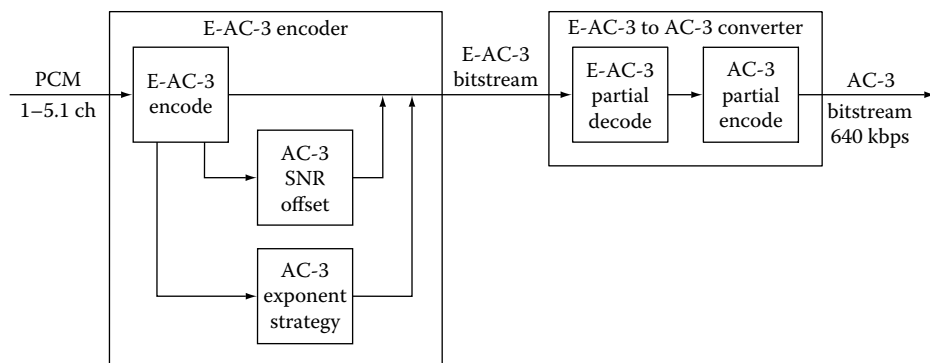 E-AC-3 encoder
E-AC-3 to AC-3 converter
PCM
1–5.1 ch
E-AC-3
encode
AC-3
SNR
offset
AC-3
exponent
strategy
E-AC-3
bitstream
E-AC-3
partial
decode
AC-3
partial
encode
AC-3
bitstream
640 kbps